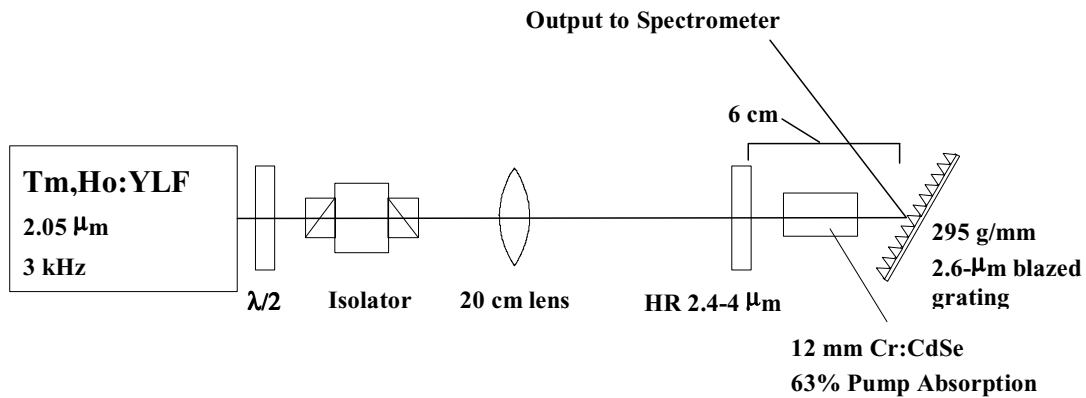 Output to Spectrometer
6 cm
Tm,Ho:YLF
2.05 μm
3 kHz
λ/2
Isolator
20 cm lens
HR 2.4-4 μm
295 g/mm
2.6-μm blazed
grating
12 mm Cr:CdSe
63% Pump Absorption